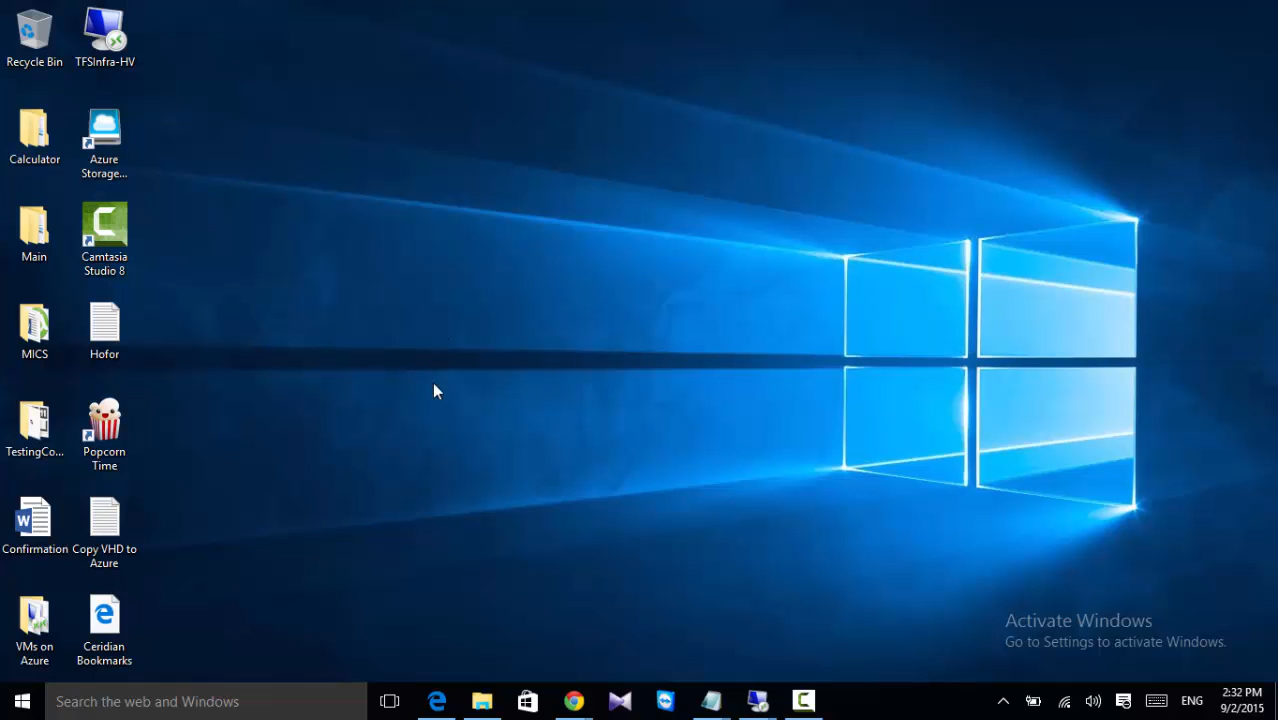 Recycle Bin
TFSInfra-HV
Calculator
Azure
Storage...
Main
Camtasia
Studio 8
MICS
Hofor
TestingCo...
Popcorn
Time
Confirmation
Copy VHD to
Azure
VMs on
Azure
Ceridian
Bookmarks
Activate Windows
Go to Settings to activate Windows.
Search the web and Windows
ENG
2:32 PM
9/2/2015